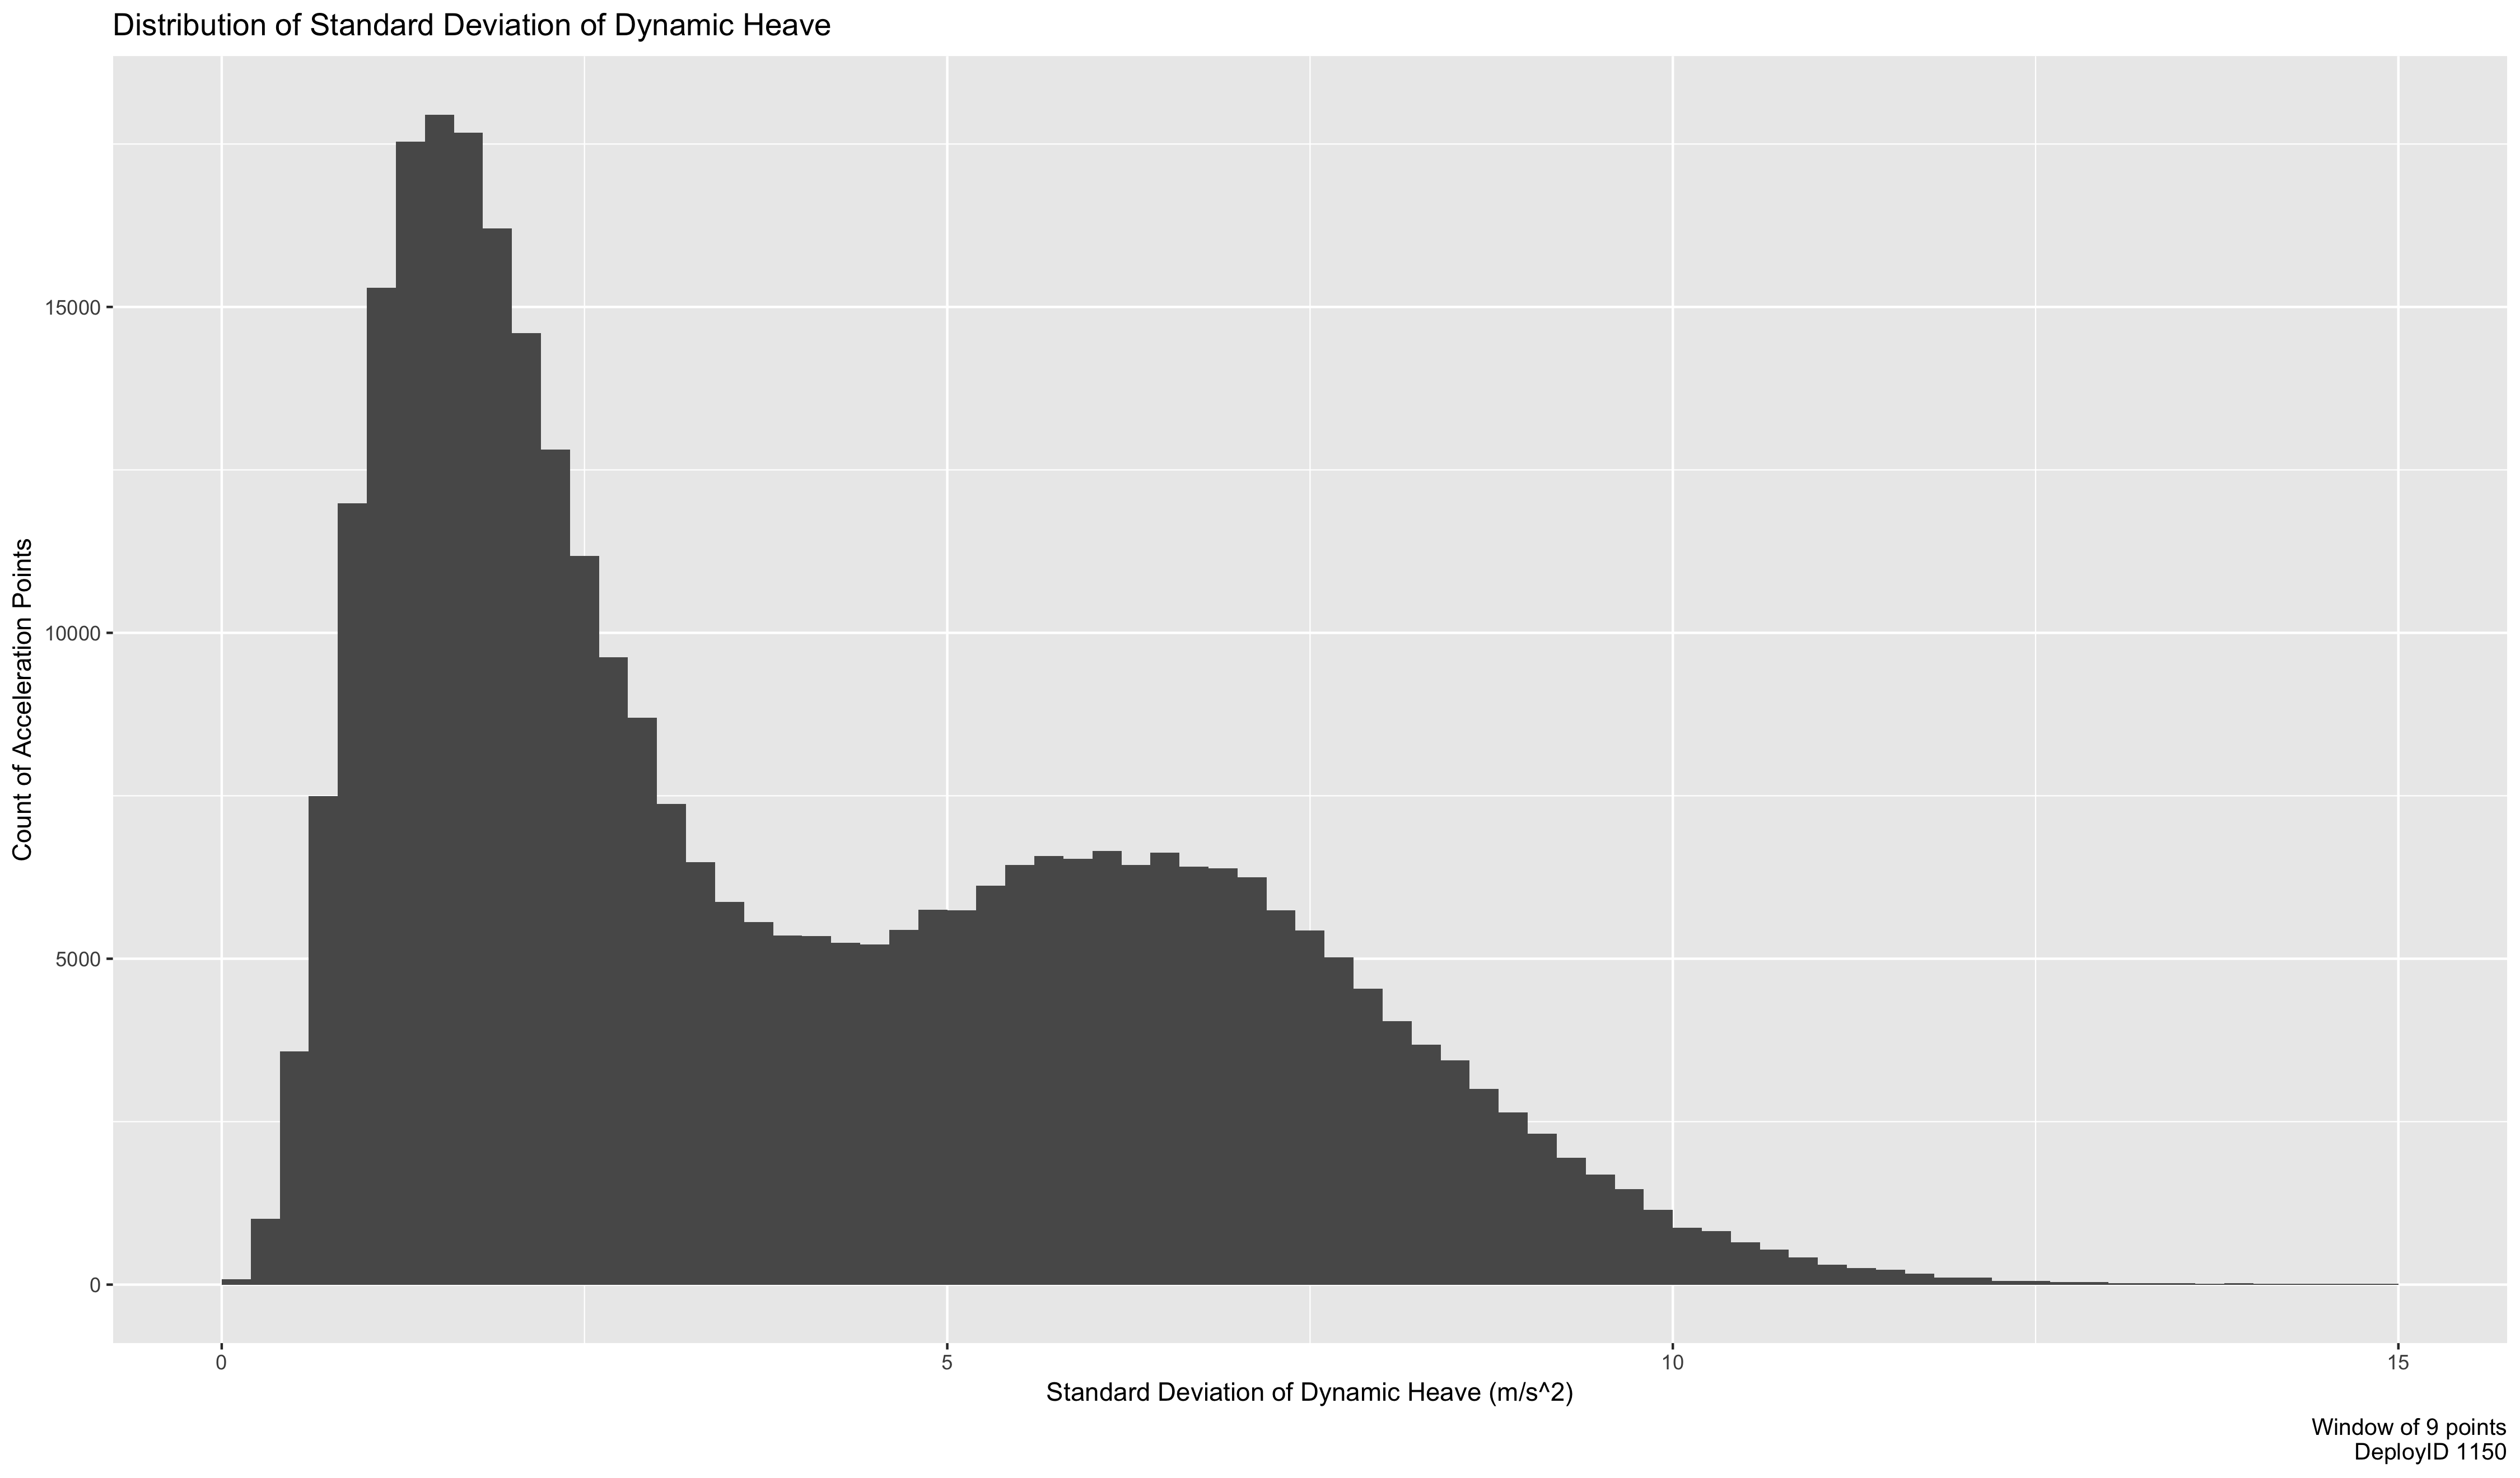 Distribution of Standard Deviation of Dynamic Heave
Count of Acceleration Points
15000
10000
5000
0
0
5
10
15
Standard Deviation of Dynamic Heave (m/s^2)
Window of 9 points
DeployID 1150